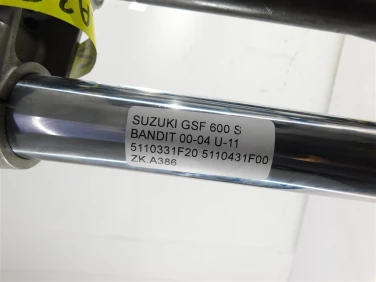 SUZUKI GSF 600 S
BANDIT 00-04 U-11
5110331F20 5110431F00
ZK.A386